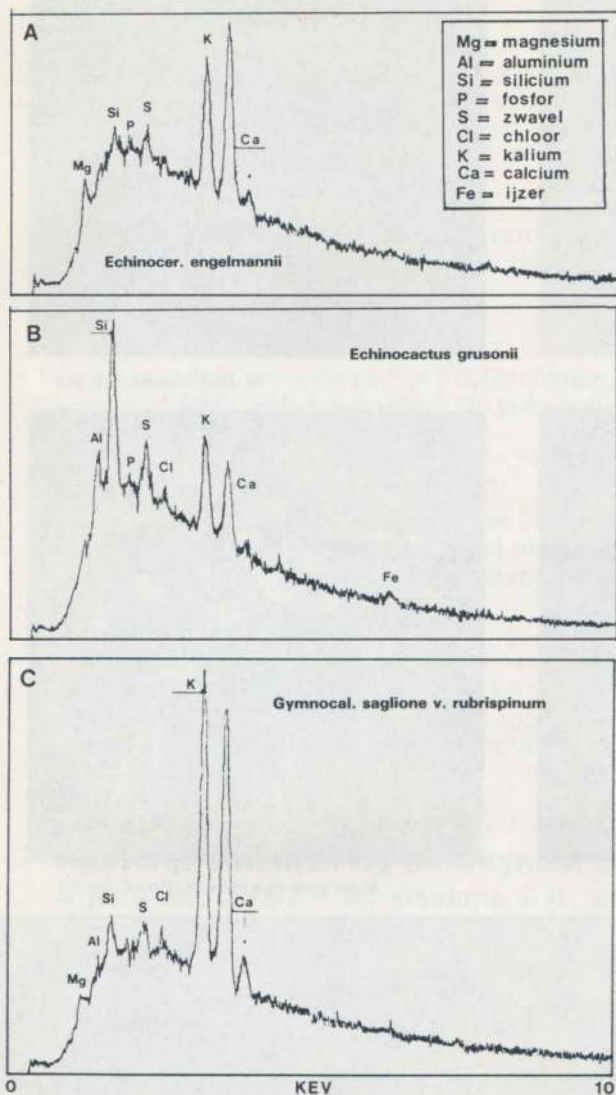 A
Mg = magnesium
Al = aluminium
Si = silicium
P = fosfor
S = zwavel
Cl = chloor
K = kalium
Ca = calcium
Fe = ijzer
K
Si
P
S
Ca
Mg
Echinocer. engelmannii
B
Si
Echinocactus grusonii
Al
P
S
Cl
K
Ca
Fe
C
K
Gymnocal. saglione v. rubrispinum
Si
S
Cl
Ca
Al
Mg
0
KEV
10